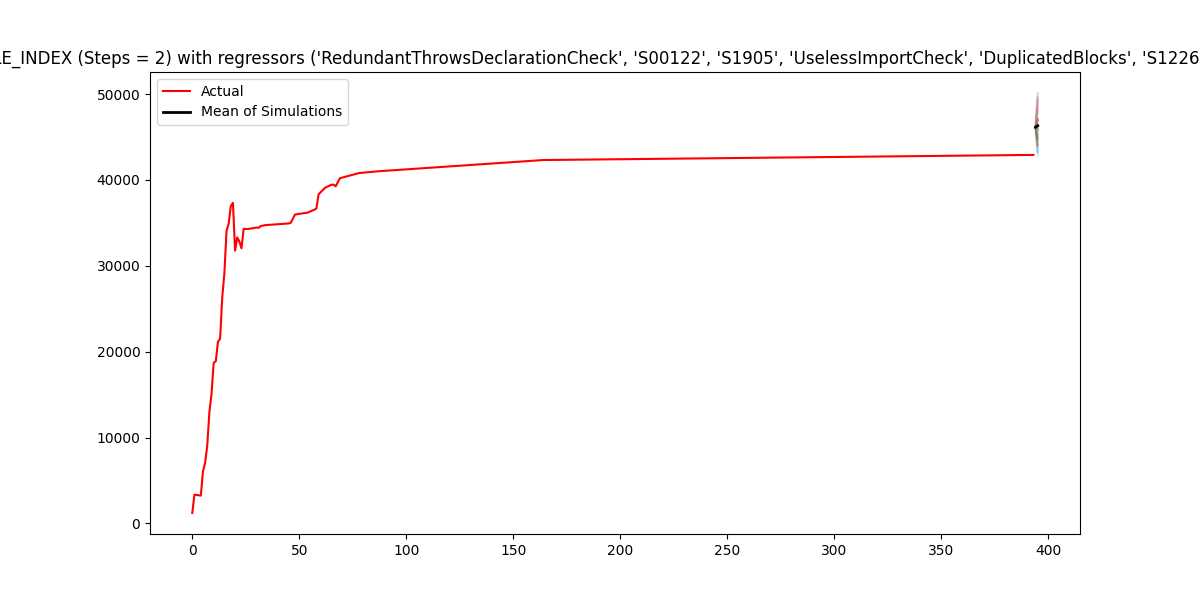 E_INDEX (Steps = 2) with regressors ('RedundantThrowsDeclarationCheck', 'S00122', 'S1905', 'UselessImportCheck', 'DuplicatedBlocks', 'S1226
Actual
Mean of Simulations
50000
40000
30000
20000
10000
0
0 50 100 150 200 250 300 350 400